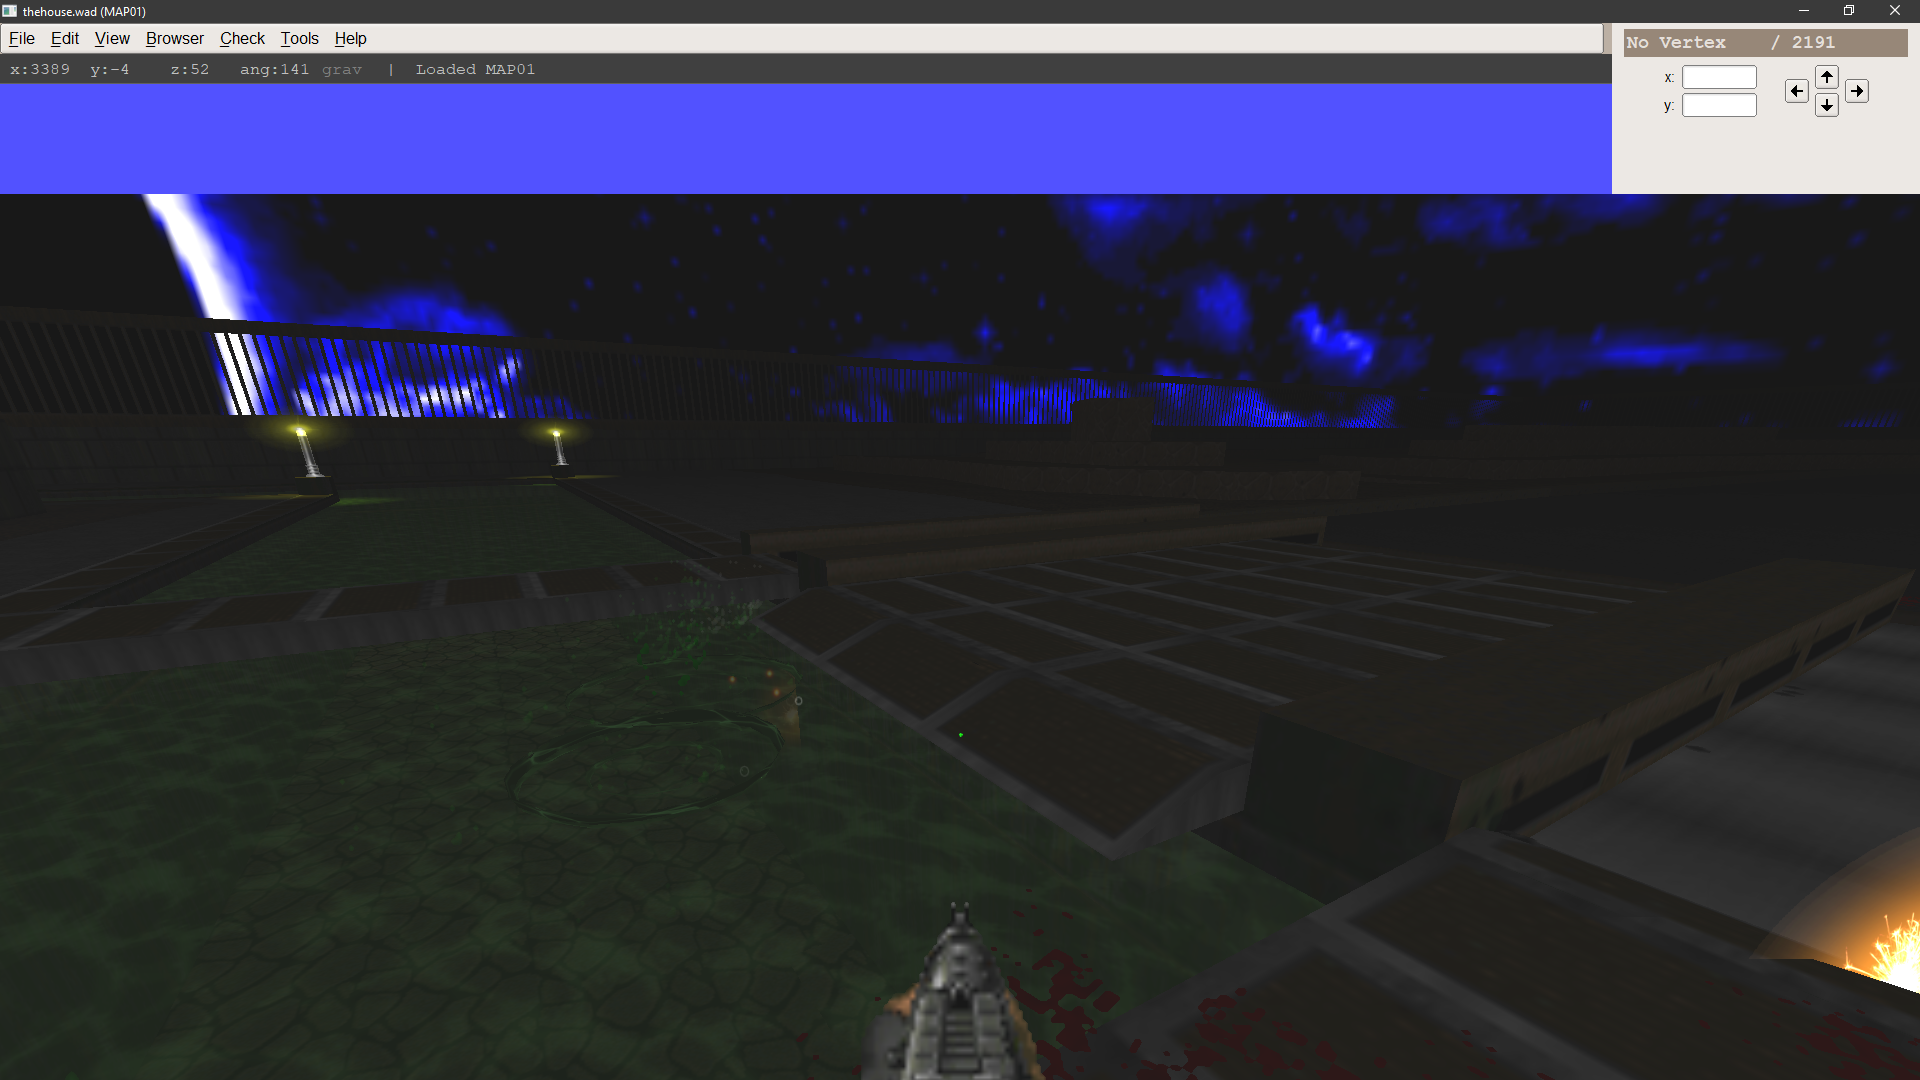 thehouse.wad (MAP01)
File Edit View Browser Check Tools Help
x:3389 y:-4 z:52 ang:141 grav | Loaded MAP01
No Vertex / 2191
x:
y: